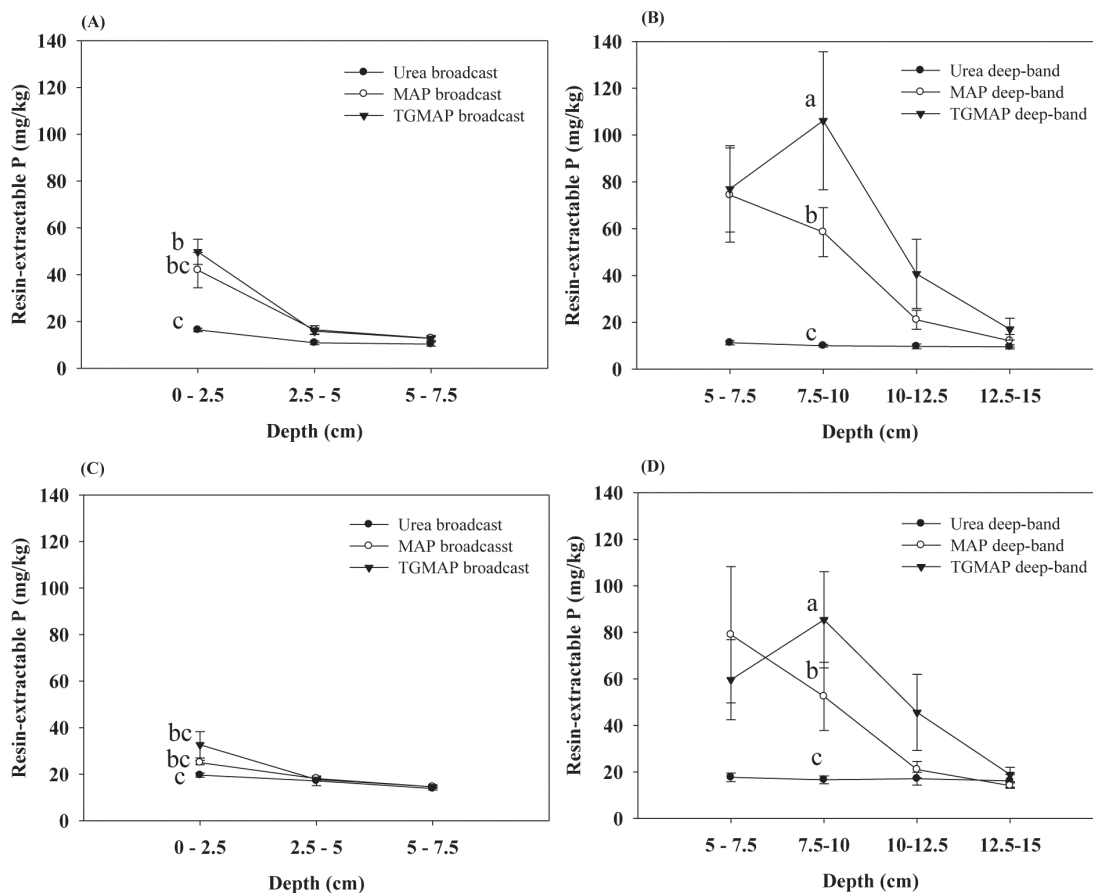 (A)
140
120
100
80
60
40
20
0
Resin-extractable P (mg/kg)
Urea broadcast
MAP broadcast
TGMAP broadcast
b
bc
c
0 - 2.5 2.5 - 5 5 - 7.5
Depth (cm)
(B)
140
120
100
80
60
40
20
0
Resin-extractable P (mg/kg)
Urea deep-band
MAP deep-band
TGMAP deep-band
a
b
c
5 - 7.5 7.5-10 10-12.5 12.5-15
Depth (cm)
(C)
140
120
100
80
60
40
20
0
Resin-extractable P (mg/kg)
Urea broadcast
MAP broadcasst
TGMAP broadcast
bc
bc
c
0 - 2.5 2.5 - 5 5 - 7.5
Depth (cm)
(D)
140
120
100
80
60
40
20
0
Resin-extractable P (mg/kg)
Urea deep-band
MAP deep-band
TGMAP deep-band
a
b
c
5 - 7.5 7.5-10 10-12.5 12.5-15
Depth (cm)